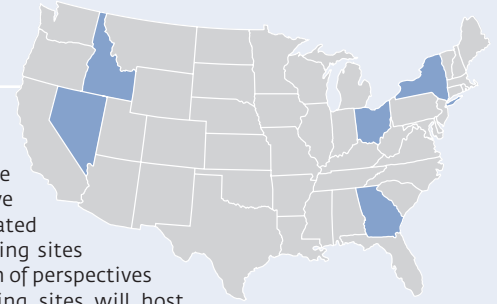 e
ve
ated
ing sites
n of perspectives
ing sites will host